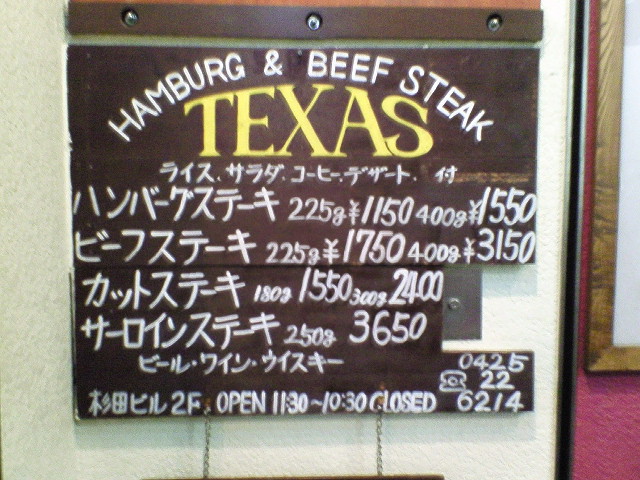 HAMBURG & BEEF STEAK
TEXAS
ライス、サラダ、コーヒー、デザート、付
ハンバーグステーキ 225g¥1150 400g¥1550
ビーフステーキ 225g¥1750 400g¥3150
カットステーキ 180g 1550 300g 2400
サーロインステーキ 250g 3650
ビール・ワイン・ウイスキー
杉田ビル2F OPEN 11:30~10:30 CLOSED
0425
22
6214